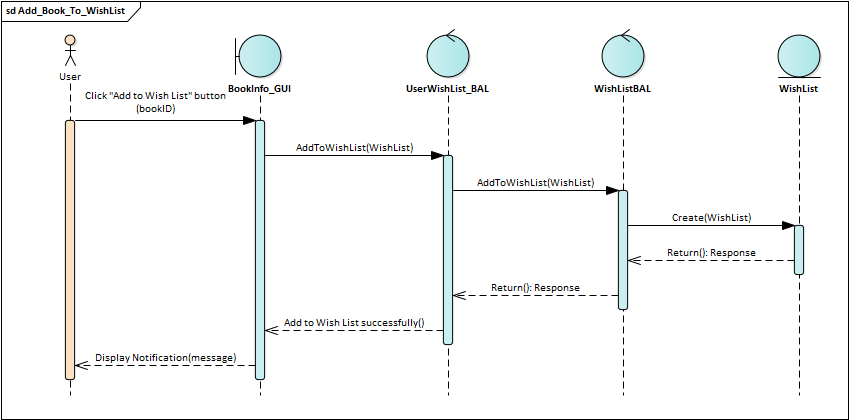 sd Add_Book_To_WishList
User
BookInfo_GUI
UserWishList_BAL
WishListBAL
WishList
Click "Add to Wish List" button
(bookID)
AddToWishList(WishList)
AddToWishList(WishList)
Create(WishList)
Return(): Response
Return(): Response
Add to Wish List successfully()
Display Notification(message)